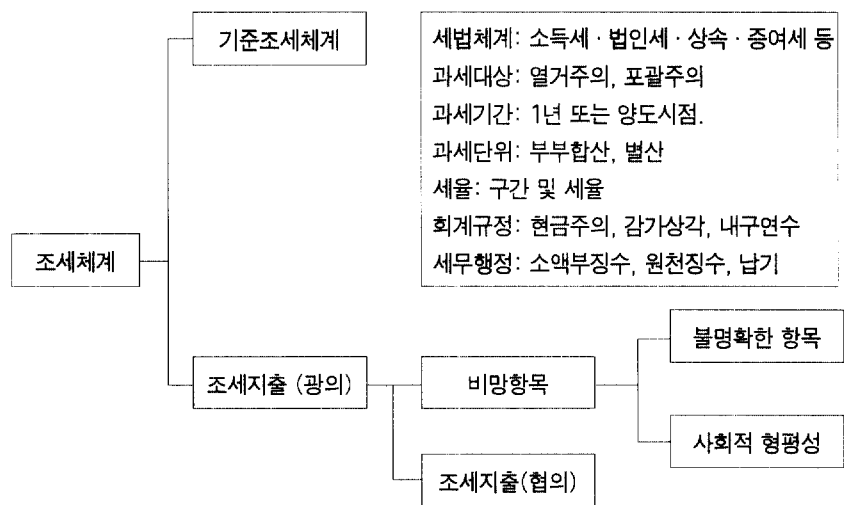 기준조세체계
세법체계: 소득세 · 법인세 · 상속 · 증여세 등
과세대상: 열거주의, 포괄주의
과세기간: 1년 또는 양도시점.
과세단위: 부부합산, 별산
세율: 구간 및 세율
회계규정: 현금주의, 감가상각, 내구연수
세무행정: 소액부징수, 원천징수, 납기
조세체계
조세지출 (광의)
비망항목
불명확한 항목
사회적 형평성
조세지출(협의)